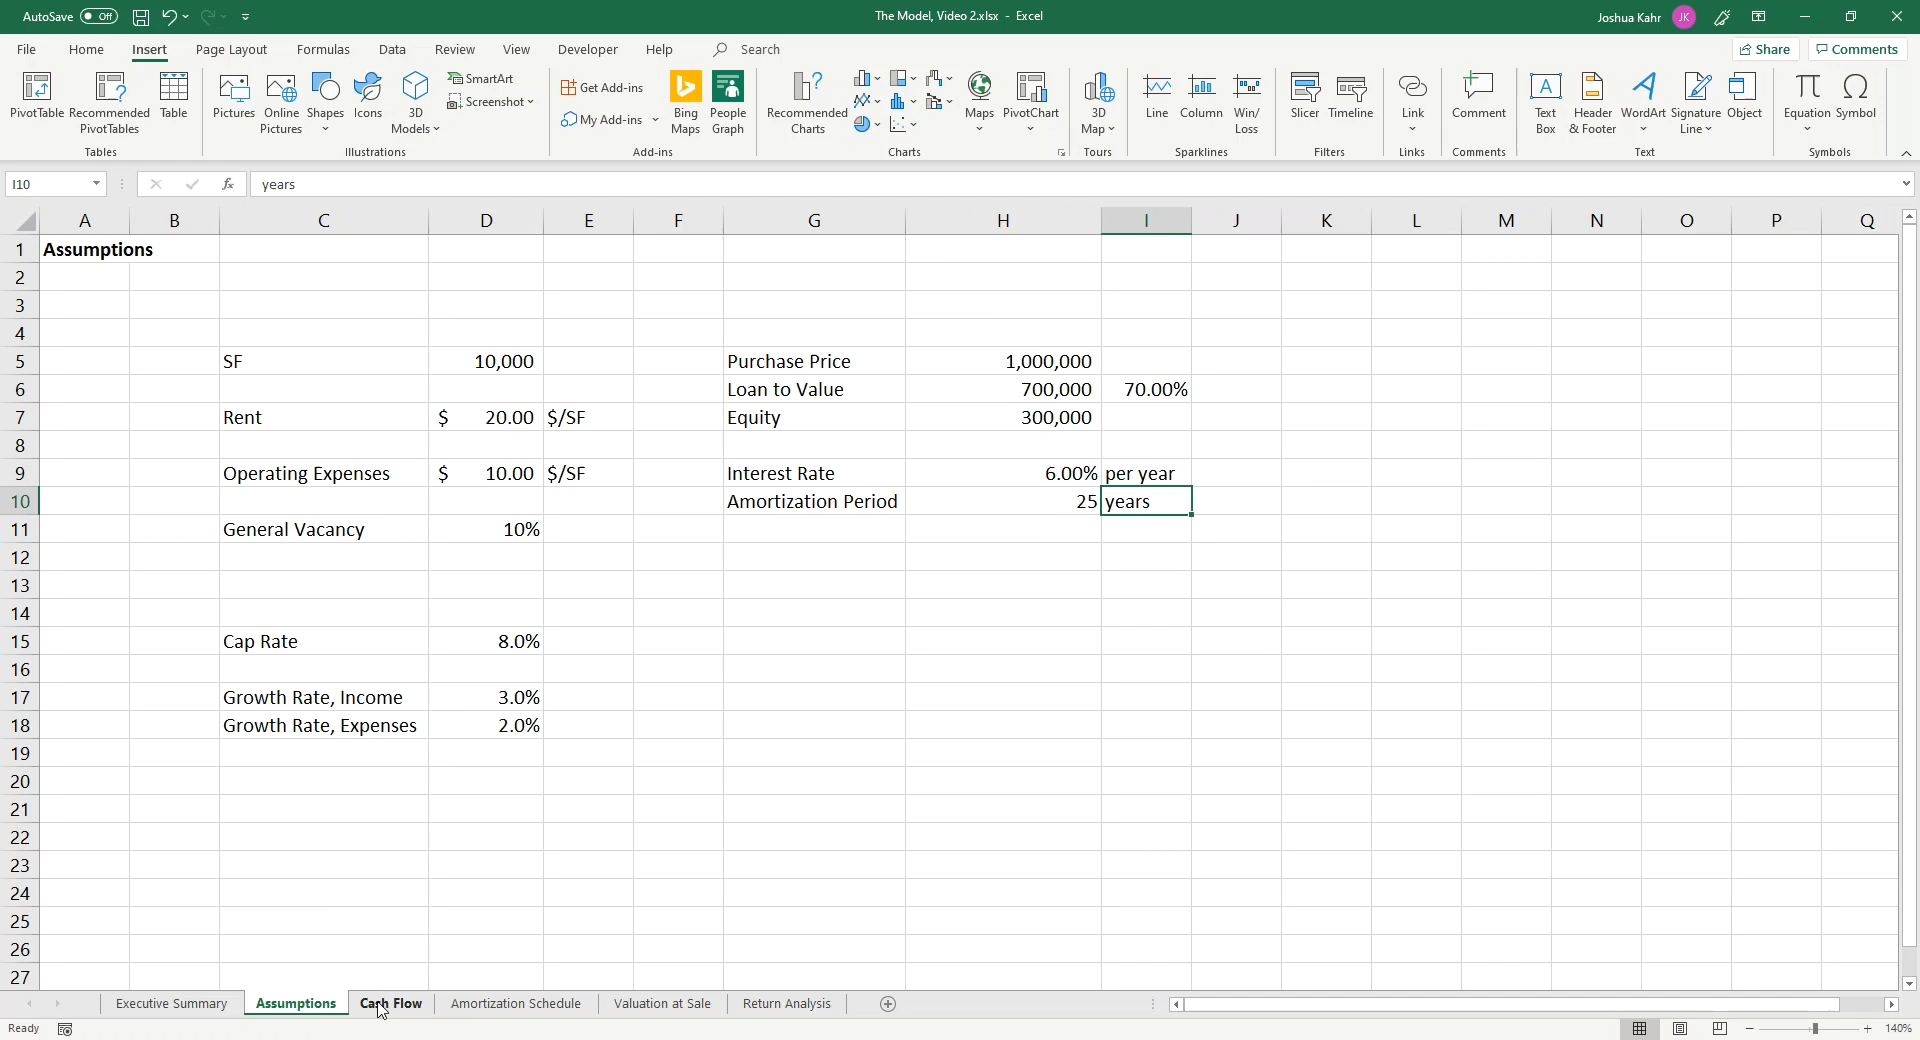 AutoSave Off
The Model, Video 2.xlsx - Excel
Joshua Kahr JK
File Home Insert Page Layout Formulas Data Review View Developer Help Search
Share Comments
PivotTable
Recommended
PivotTables
Table
Tables
Pictures
Online
Pictures
Shapes
Icons
3D
Models
SmartArt
Screenshot
Illustrations
Get Add-ins
My Add-ins
Bing
Maps
People
Graph
Add-ins
Recommended
Charts
Maps
PivotChart
Charts
3D
Map
Tours
Line
Column
Win/
Loss
Sparklines
Slicer
Timeline
Filters
Link
Links
Comment
Comments
Text
Box
Header
& Footer
WordArt
Signature
Line
Object
Text
Equation
Symbol
Symbols
I10 fx years
A B C D E F G H I J K L M N O P Q
1 Assumptions
2
3
4
5 SF 10,000 Purchase Price 1,000,000
6 Loan to Value 700,000 70.00%
7 Rent $ 20.00 $/SF Equity 300,000
8
9 Operating Expenses $ 10.00 $/SF Interest Rate 6.00% per year
10 Amortization Period 25 years
11 General Vacancy 10%
12
13
14
15 Cap Rate 8.0%
16
17 Growth Rate, Income 3.0%
18 Growth Rate, Expenses 2.0%
19
20
21
22
23
24
25
26
27
Executive Summary Assumptions Cash Flow Amortization Schedule Valuation at Sale Return Analysis
Ready 140%